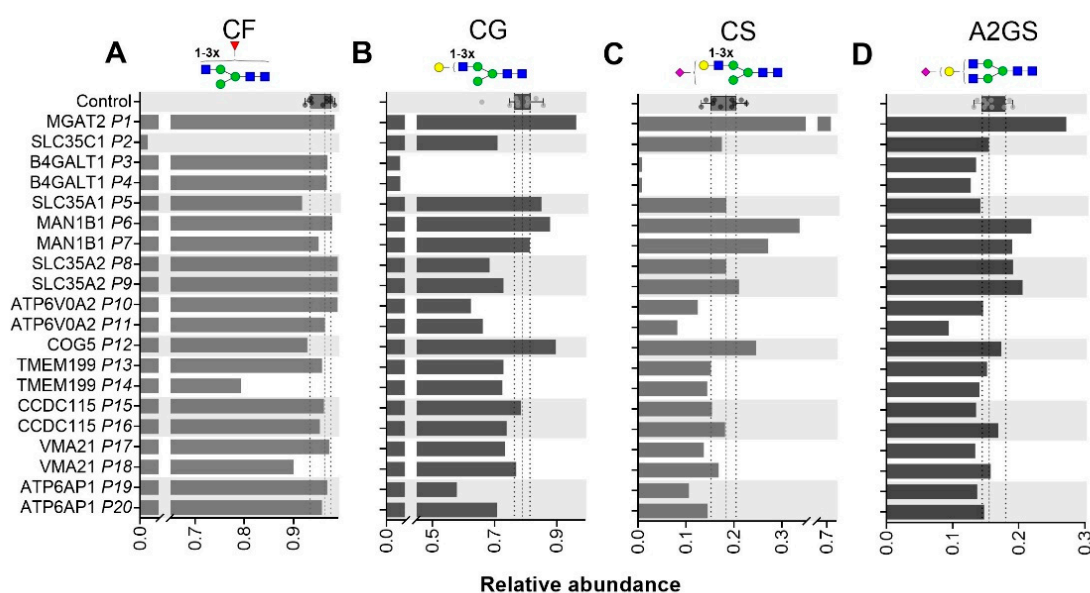 A
CF
1-3x
B
CG
1-3x
C
CS
1-3x
D
A2GS
Control
MGAT2 P1
SLC35C1 P2
B4GALT1 P3
B4GALT1 P4
SLC35A1 P5
MAN1B1 P6
MAN1B1 P7
SLC35A2 P8
SLC35A2 P9
ATP6V0A2 P10
ATP6V0A2 P11
COG5 P12
TMEM199 P13
TMEM199 P14
CCDC115 P15
CCDC115 P16
VMA21 P17
VMA21 P18
ATP6AP1 P19
ATP6AP1 P20
0.0 0.7 0.9
0.0 0.5 0.7 0.9
0.0 0.1 0.2 0.7
0.0 0.1 0.2 0.3
Relative abundance